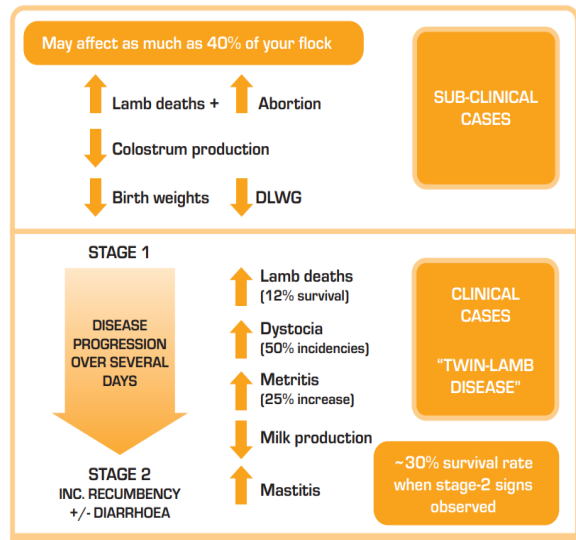 May affect as much as 40% of your flock
Lamb deaths +
Abortion
Colostrum production
Birth weights
DLWG
SUB-CLINICAL
CASES
STAGE 1
DISEASE
PROGRESSION
OVER SEVERAL
DAYS
STAGE 2
INC. RECUMBENCY
+/- DIARRHOEA
Lamb deaths
(12% survival)
Dystocia
(50% incidencies)
Metritis
(25% increase)
Milk production
Mastitis
CLINICAL
CASES
“TWIN-LAMB
DISEASE”
~30% survival rate
when stage-2 signs
observed